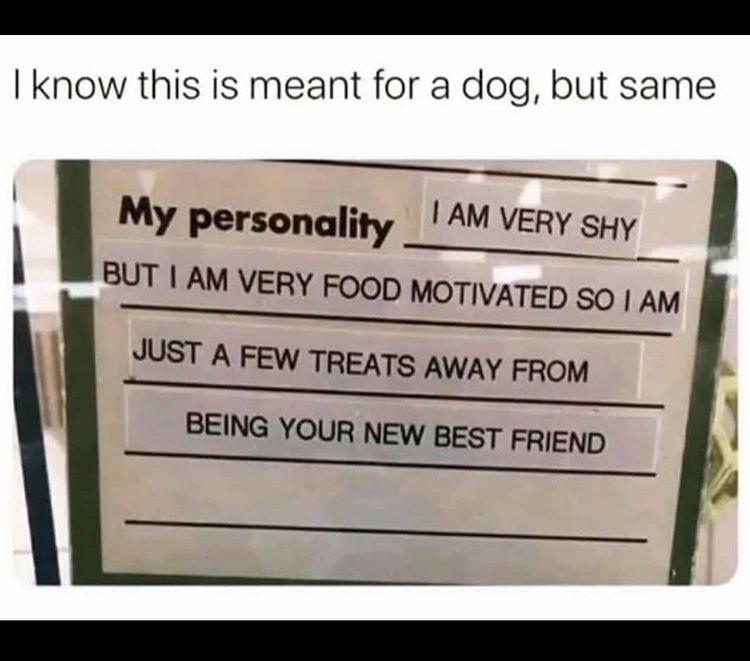 I know this is meant for a dog, but same
My personality I AM VERY SHY
BUT I AM VERY FOOD MOTIVATED SO I AM
JUST A FEW TREATS AWAY FROM
BEING YOUR NEW BEST FRIEND